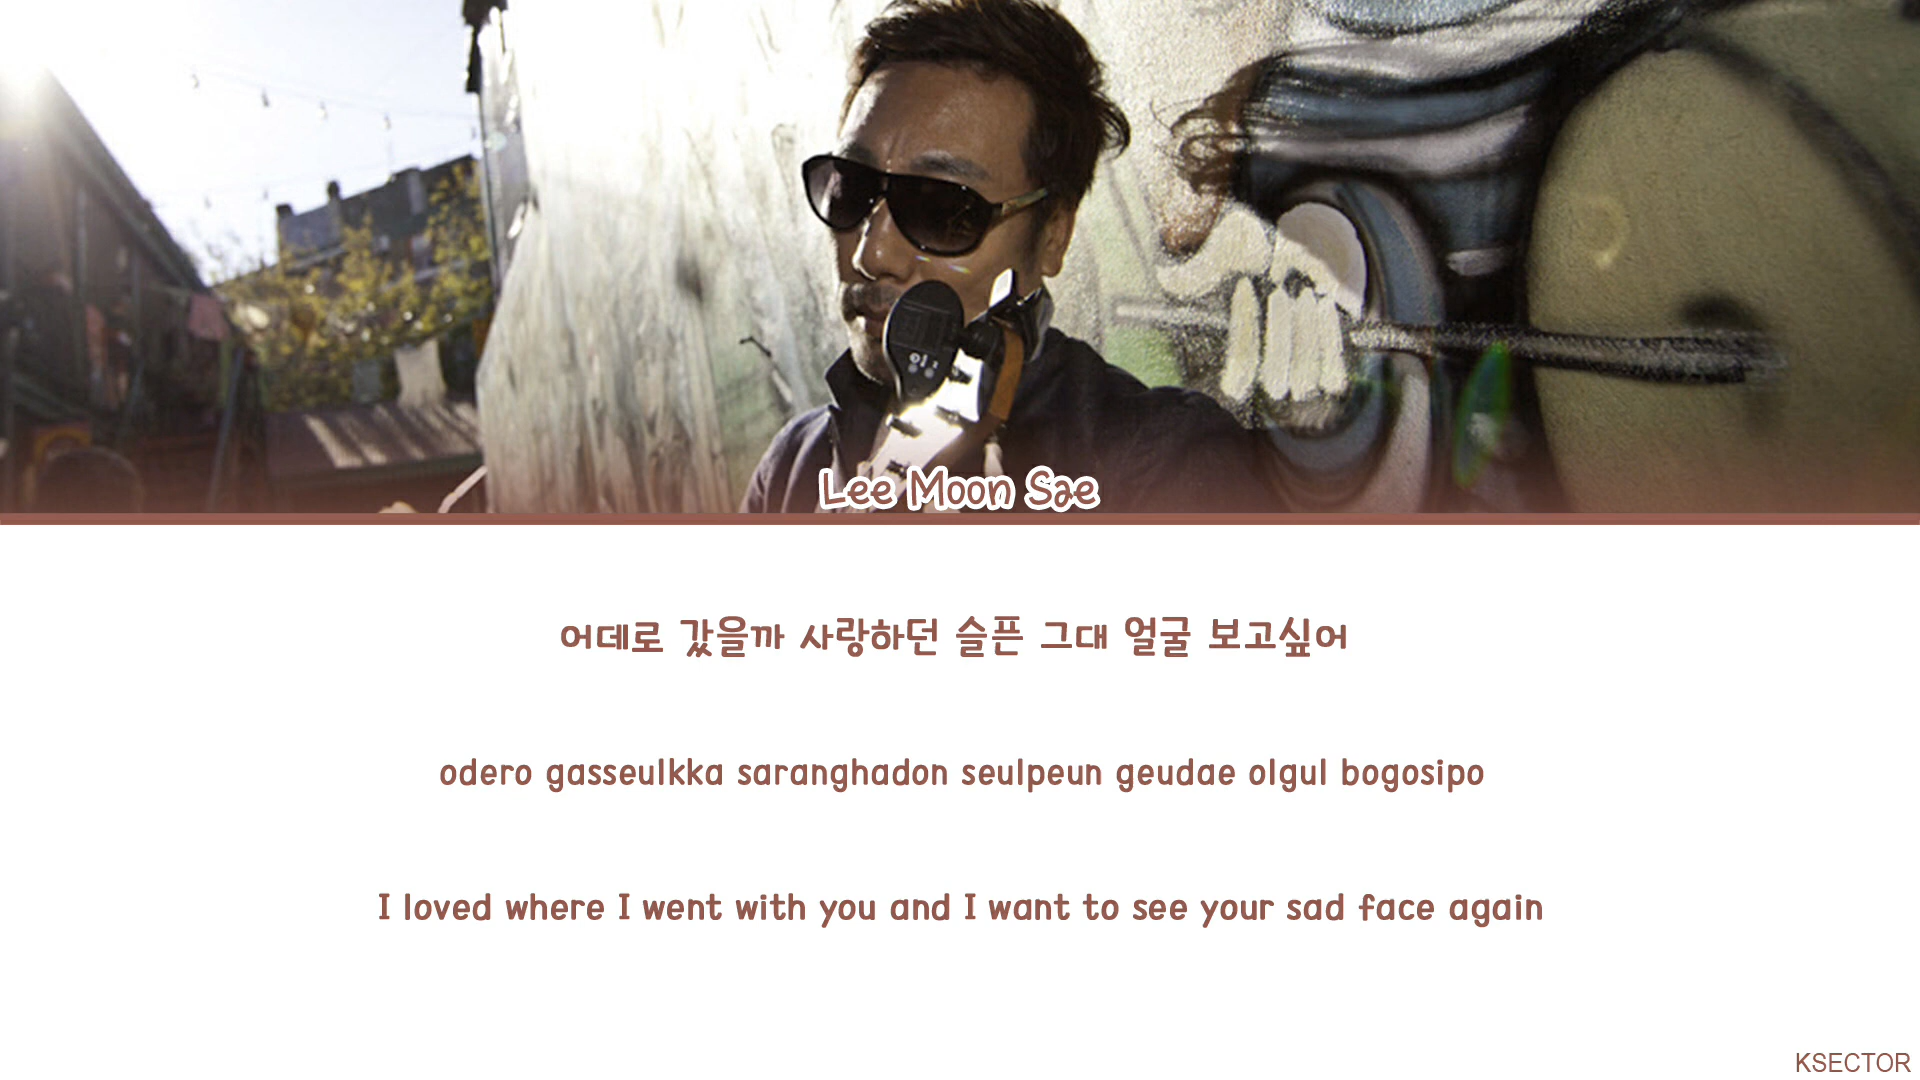 Lee Moon Sae
어데로 갔을까 사랑하던 슬픈 그대 얼굴 보고싶어
odero gasseulkka saranghadon seulpeun geudae olgul bogosipo
I loved where I went with you and I want to see your sad face again
KSECTOR